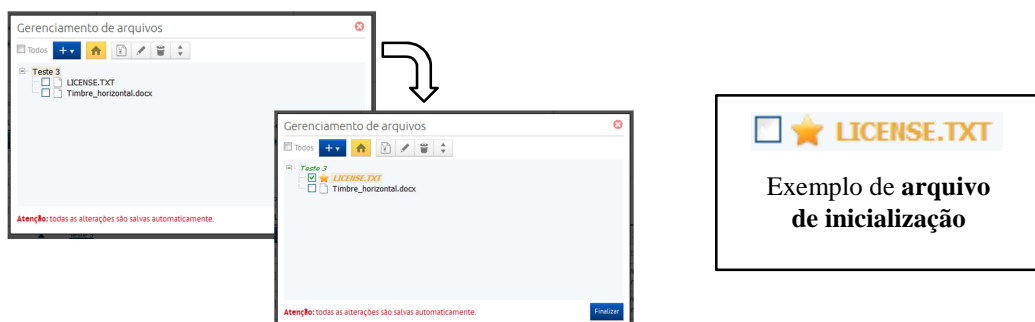 Gerenciamento de arquivos
Todos
Teste 3
LICENSE.TXT
Timbre_horizontal.docx
Atenção: todas as alterações são salvas automaticamente.
Gerenciamento de arquivos
Todos
Teste 3
LICENSE.TXT
Timbre_horizontal.docx
Atenção: todas as alterações são salvas automaticamente.
Finalizar
LICENSE.TXT
Exemplo de arquivo
de inicialização